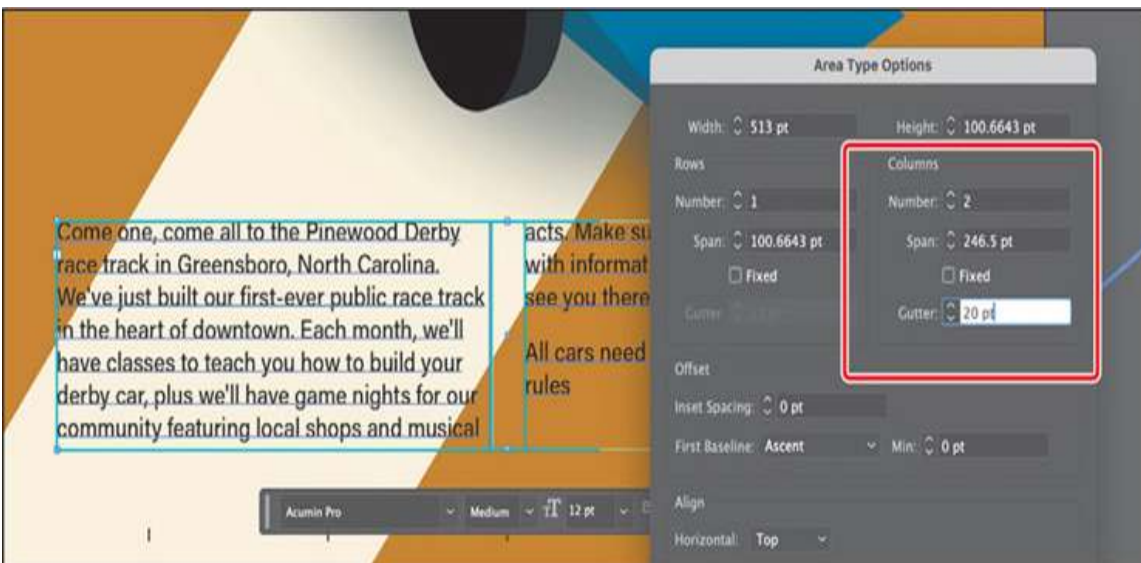 Area Type Options
Width: 513 pt Height: 100.6643 pt
Rows Columns
Number: 1 Number: 2
Span: 100.6643 pt Span: 246.5 pt
Fixed Fixed
Gutter: Gutter: 20 pt
Offset
Inset Spacing: 0 pt
First Baseline: Ascent Min: 0 pt
Align
Horizontal: Top
Come one, come all to the Pinewood Derby
race track in Greensboro, North Carolina.
We've just built our first-ever public race track
in the heart of downtown. Each month, we'll
have classes to teach you how to build your
derby car, plus we'll have game nights for our
community featuring local shops and musical
acts. Make su
with informat
see you there
All cars need
rules
Acumin Pro Medium 12 pt